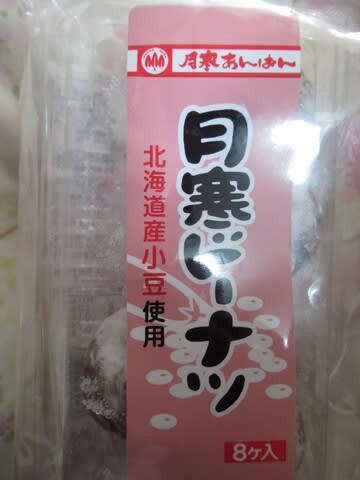 月寒あんぱん
月寒ドーナツ
北海道産小豆使用
8ケ入